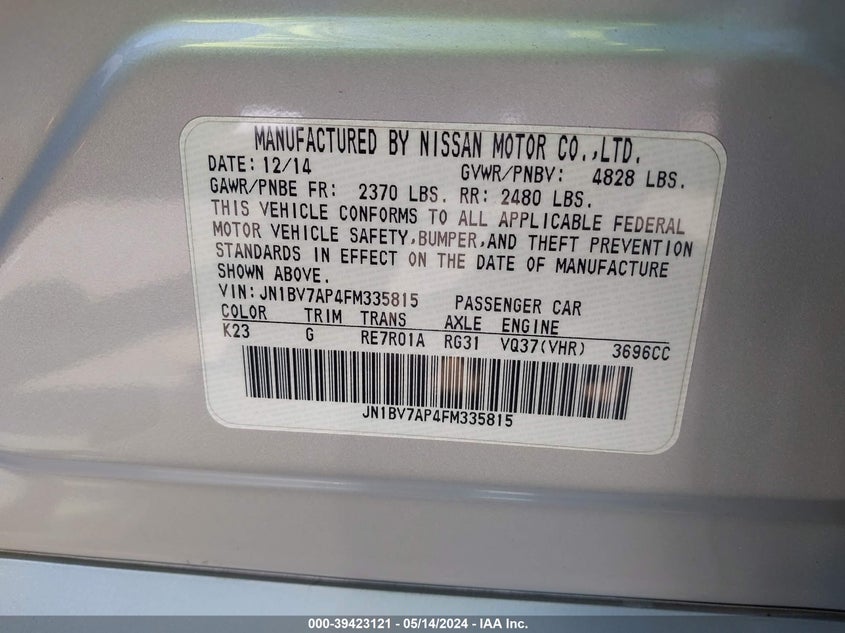 MANUFACTURED BY NISSAN MOTOR CO.,LTD.
DATE: 12/14 GVWR/PNBV: 4828 LBS.
GAWR/PNBE FR: 2370 LBS. RR: 2480 LBS.
THIS VEHICLE CONFORMS TO ALL APPLICABLE FEDERAL
MOTOR VEHICLE SAFETY,BUMPER,AND THEFT PREVENTION
STANDARDS IN EFFECT ON THE DATE OF MANUFACTURE
SHOWN ABOVE.
VIN:JN1BV7AP4FM335815 PASSENGER CAR
COLOR TRIM TRANS AXLE ENGINE
K23 G RE7R01A RG31 VQ37(VHR) 3696CC
JN1BV7AP4FM335815
000-39423121 - 05/14/2024 - IAA Inc.